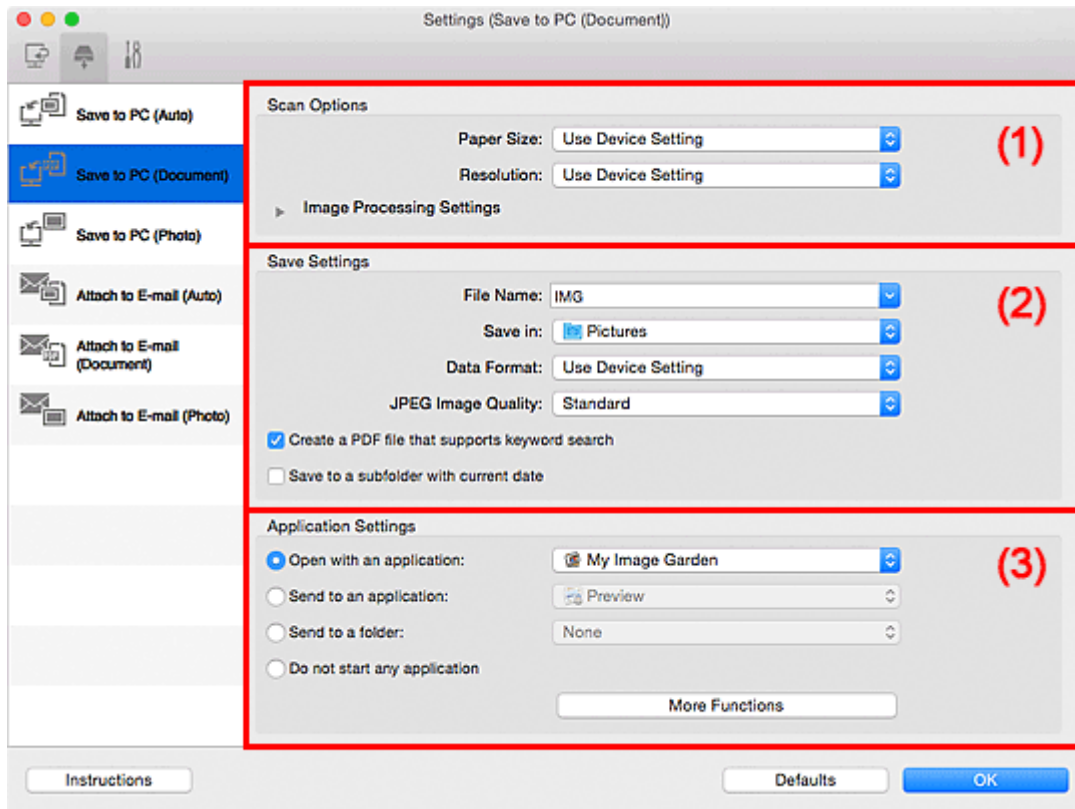 Settings (Save to PC (Document))
Save to PC (Auto)
Save to PC (Document)
Save to PC (Photo)
Attach to E-mail (Auto)
Attach to E-mail
(Document)
Attach to E-mail (Photo)
Scan Options
(1)
Paper Size: Use Device Setting
Resolution: Use Device Setting
Image Processing Settings
Save Settings
(2)
File Name: IMG
Save in: Pictures
Data Format: Use Device Setting
JPEG Image Quality: Standard
Create a PDF file that supports keyword search
Save to a subfolder with current date
Application Settings
(3)
Open with an application: My Image Garden
Send to an application: Preview
Send to a folder: None
Do not start any application
More Functions
Instructions Defaults OK